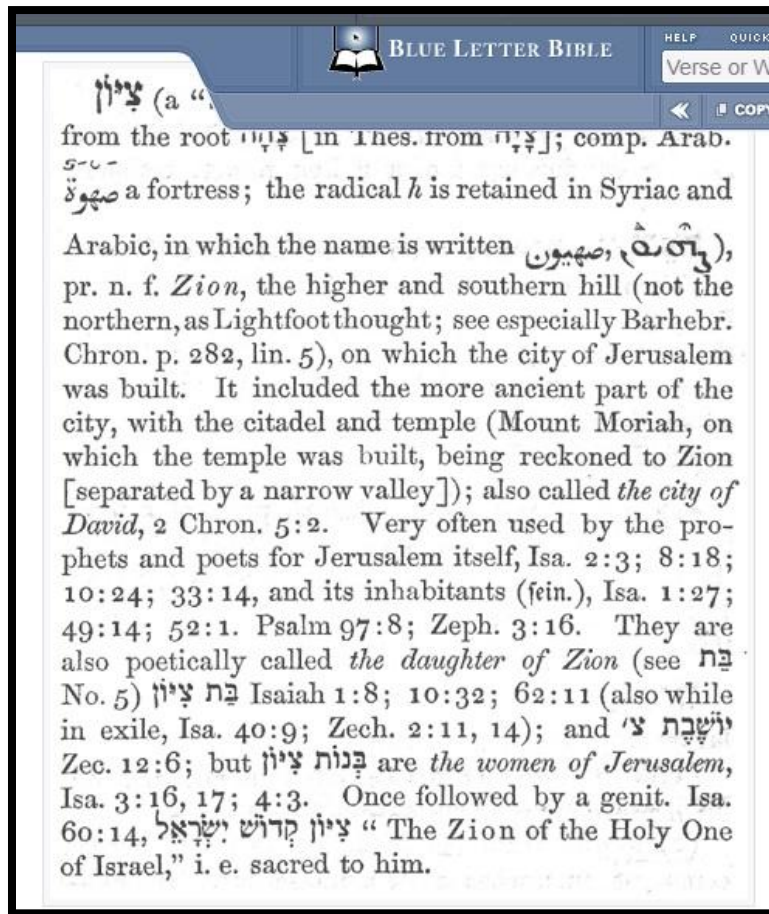 BLUE LETTER BIBLE
HELP QUICK
Verse or W
COPY
צִיּוֹן (a “
from the root [in Thes. from צָיָה]; comp. Arab.
صهوة a fortress; the radical h is retained in Syriac and
Arabic, in which the name is written صهيون,
pr. n. f. Zion, the higher and southern hill (not the
northern, as Lightfoot thought; see especially Barhebr.
Chron. p. 282, lin. 5), on which the city of Jerusalem
was built. It included the more ancient part of the
city, with the citadel and temple (Mount Moriah, on
which the temple was built, being reckoned to Zion
[separated by a narrow valley]); also called the city of
David, 2 Chron. 5:2. Very often used by the pro-
phets and poets for Jerusalem itself, Isa. 2:3; 8:18;
10:24; 33:14, and its inhabitants (fein.), Isa. 1:27;
49:14; 52:1. Psalm 97:8; Zeph. 3:16. They are
also poetically called the daughter of Zion (see בַּת
No. 5) בַּת צִיּוֹן Isaiah 1:8; 10:32; 62:11 (also while
in exile, Isa. 40:9; Zech. 2:11, 14); and יוֹשֶׁבֶת צ׳
Zec. 12:6; but בְּנוֹת צִיּוֹן are the women of Jerusalem,
Isa. 3:16, 17; 4:3. Once followed by a genit. Isa.
60:14, צִיּוֹן קְדוֹשׁ יִשְׂרָאֵל “ The Zion of the Holy One
of Israel,” i. e. sacred to him.